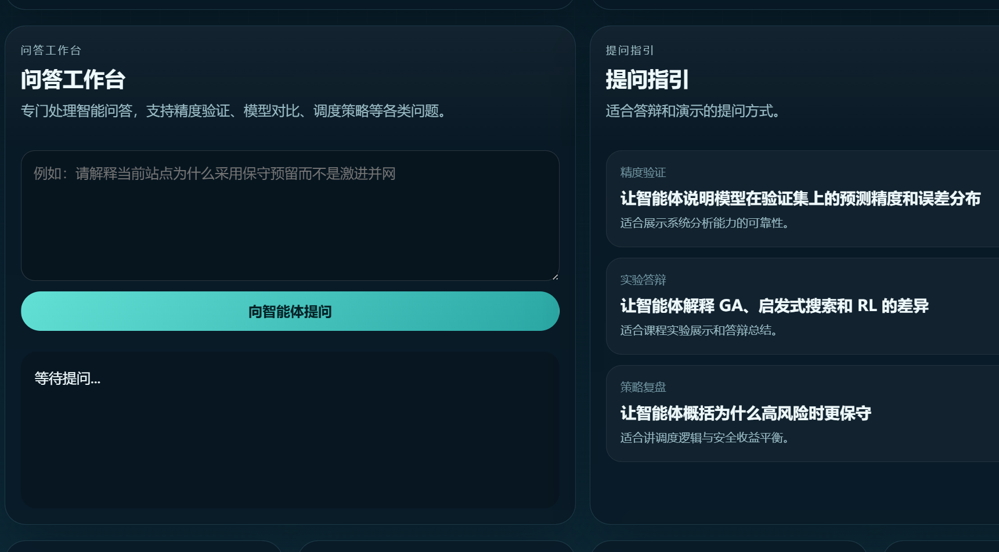 问答工作台
问答工作台
专门处理智能问答，支持精度验证、模型对比、调度策略等各类问题。
例如：请解释当前站点为什么采用保守预留而不是激进并网
向智能体提问
等待提问...
提问指引
提问指引
适合答辩和演示的提问方式。
精度验证
让智能体说明模型在验证集上的预测精度和误差分布
适合展示系统分析能力的可靠性。
实验答辩
让智能体解释 GA、启发式搜索和 RL 的差异
适合课程实验展示和答辩总结。
策略复盘
让智能体概括为什么高风险时更保守
适合讲调度逻辑与安全收益平衡。